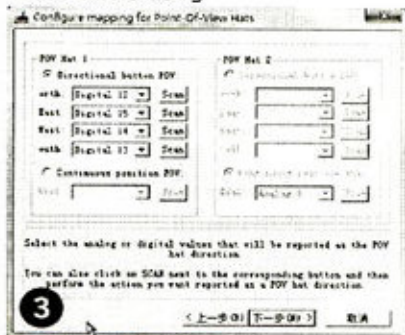 Configure mapping for Point-Of-View Hats
POV Hat 1
POV Hat 2
Directional button POV
orth.
Digital 12
Scan
East
Digital 15
Scan
West
Digital 14
Scan
outh
Digital 13
Scan
Continuous position POV.
Analog
Select the analog or digital values that will be reported as the POV
hat direction.
You can also click on SCAN next to the corresponding button and then
perform the action you want reported as a POV hat direction.
3
<上一步(B)
下一步(N) >
取消